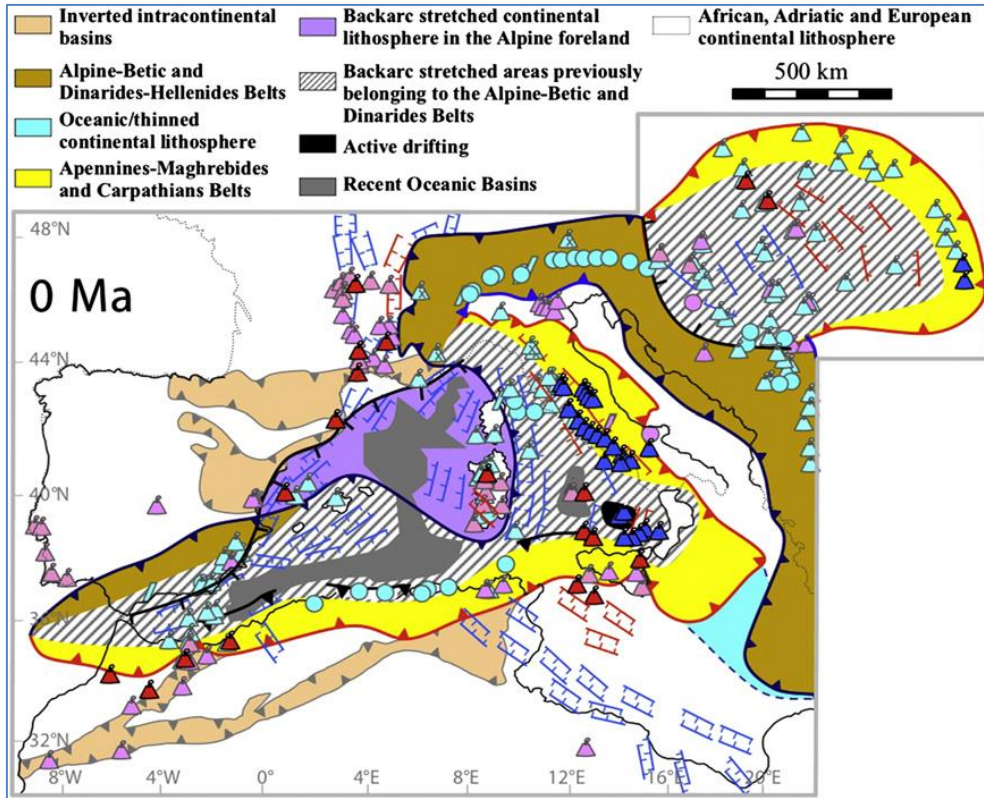 Inverted intracontinental
basins
Alpine-Betic and
Dinarides-Hellenides Belts
Oceanic/thinned
continental lithosphere
Apennines-Maghrebides
and Carpathians Belts
Backarc stretched continental
lithosphere in the Alpine foreland
Backarc stretched areas previously
belonging to the Alpine-Betic and
Dinarides Belts
Active drifting
Recent Oceanic Basins
African, Adriatic and European
continental lithosphere
500 km
48°N
0 Ma
44°N
40°N
36°N
32°N
8°W
4°W
0°
4°E
8°E
12°E
16°E
20°E